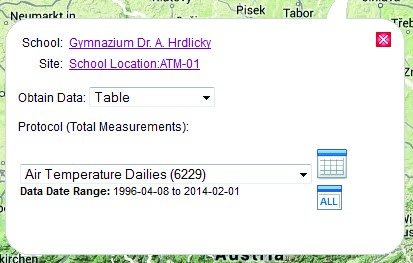 Neumarkt in
Pisek
Tabor
School: Gymnazium Dr. A. Hrdlicky
Site: School Location:ATM-01
Obtain Data: Table
Protocol (Total Measurements):
Air Temperature Dailies (6229)
Data Date Range: 1996-04-08 to 2014-02-01
ALL
kirchen
Austria